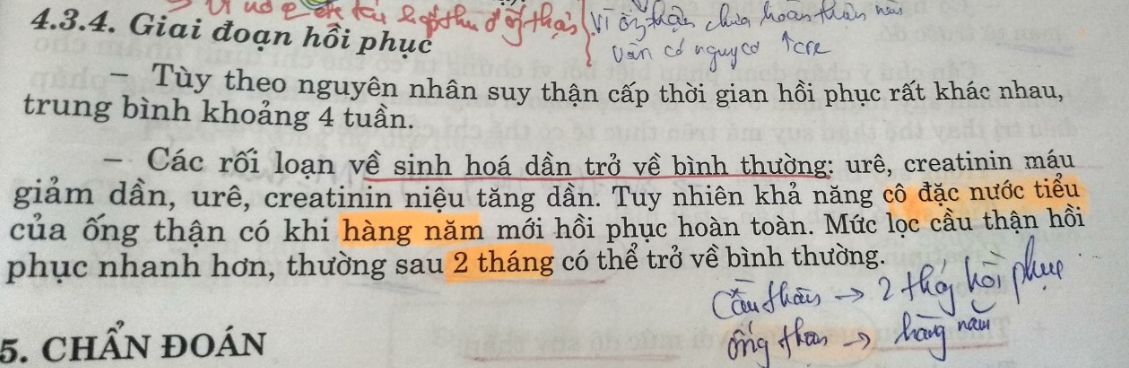 4.3.4. Giai đoạn hồi phục
vì ống thận chưa hoàn thiện nên
vẫn có nguy cơ ↑cre
– Tùy theo nguyên nhân suy thận cấp thời gian hồi phục rất khác nhau,
trung bình khoảng 4 tuần.
– Các rối loạn về sinh hoá dần trở về bình thường: urê, creatinin máu
giảm dần, urê, creatinin niệu tăng dần. Tuy nhiên khả năng cô đặc nước tiểu
của ống thận có khi hàng năm mới hồi phục hoàn toàn. Mức lọc cầu thận hồi
phục nhanh hơn, thường sau 2 tháng có thể trở về bình thường.
Cầu thận → 2 tháng hồi phục
ống thận → hàng năm
5. CHẨN ĐOÁN